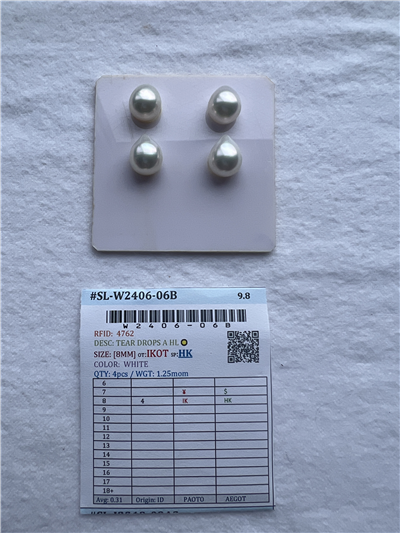 #SL-W2406-06B 9.8
W2406-06B
RFID: 4762
DESC: TEAR DROPS A HL
SIZE: [8MM] OT:IKOT SP:HK
COLOR: WHITE
QTY: 4pcs / WGT: 1.25mom
6
7 ¥ $
8 4 IK HK
9
10
11
12
13
14
15
16
17
18+
Avg: 0.31 Origin: ID PAOTO AEGOT